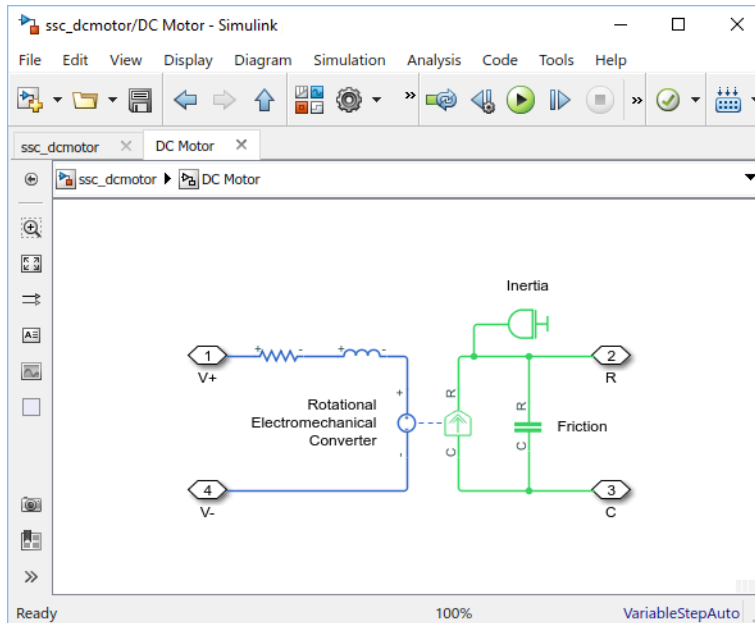 ssc_dcmotor/DC Motor - Simulink
File Edit View Display Diagram Simulation Analysis Code Tools Help
ssc_dcmotor DC Motor
ssc_dcmotor DC Motor
Inertia
1
+ - + -
2
V+
R
Rotational
Electromechanical
Converter
+
-
R
C
R
C
Friction
4
3
V-
C
Ready 100% VariableStepAuto